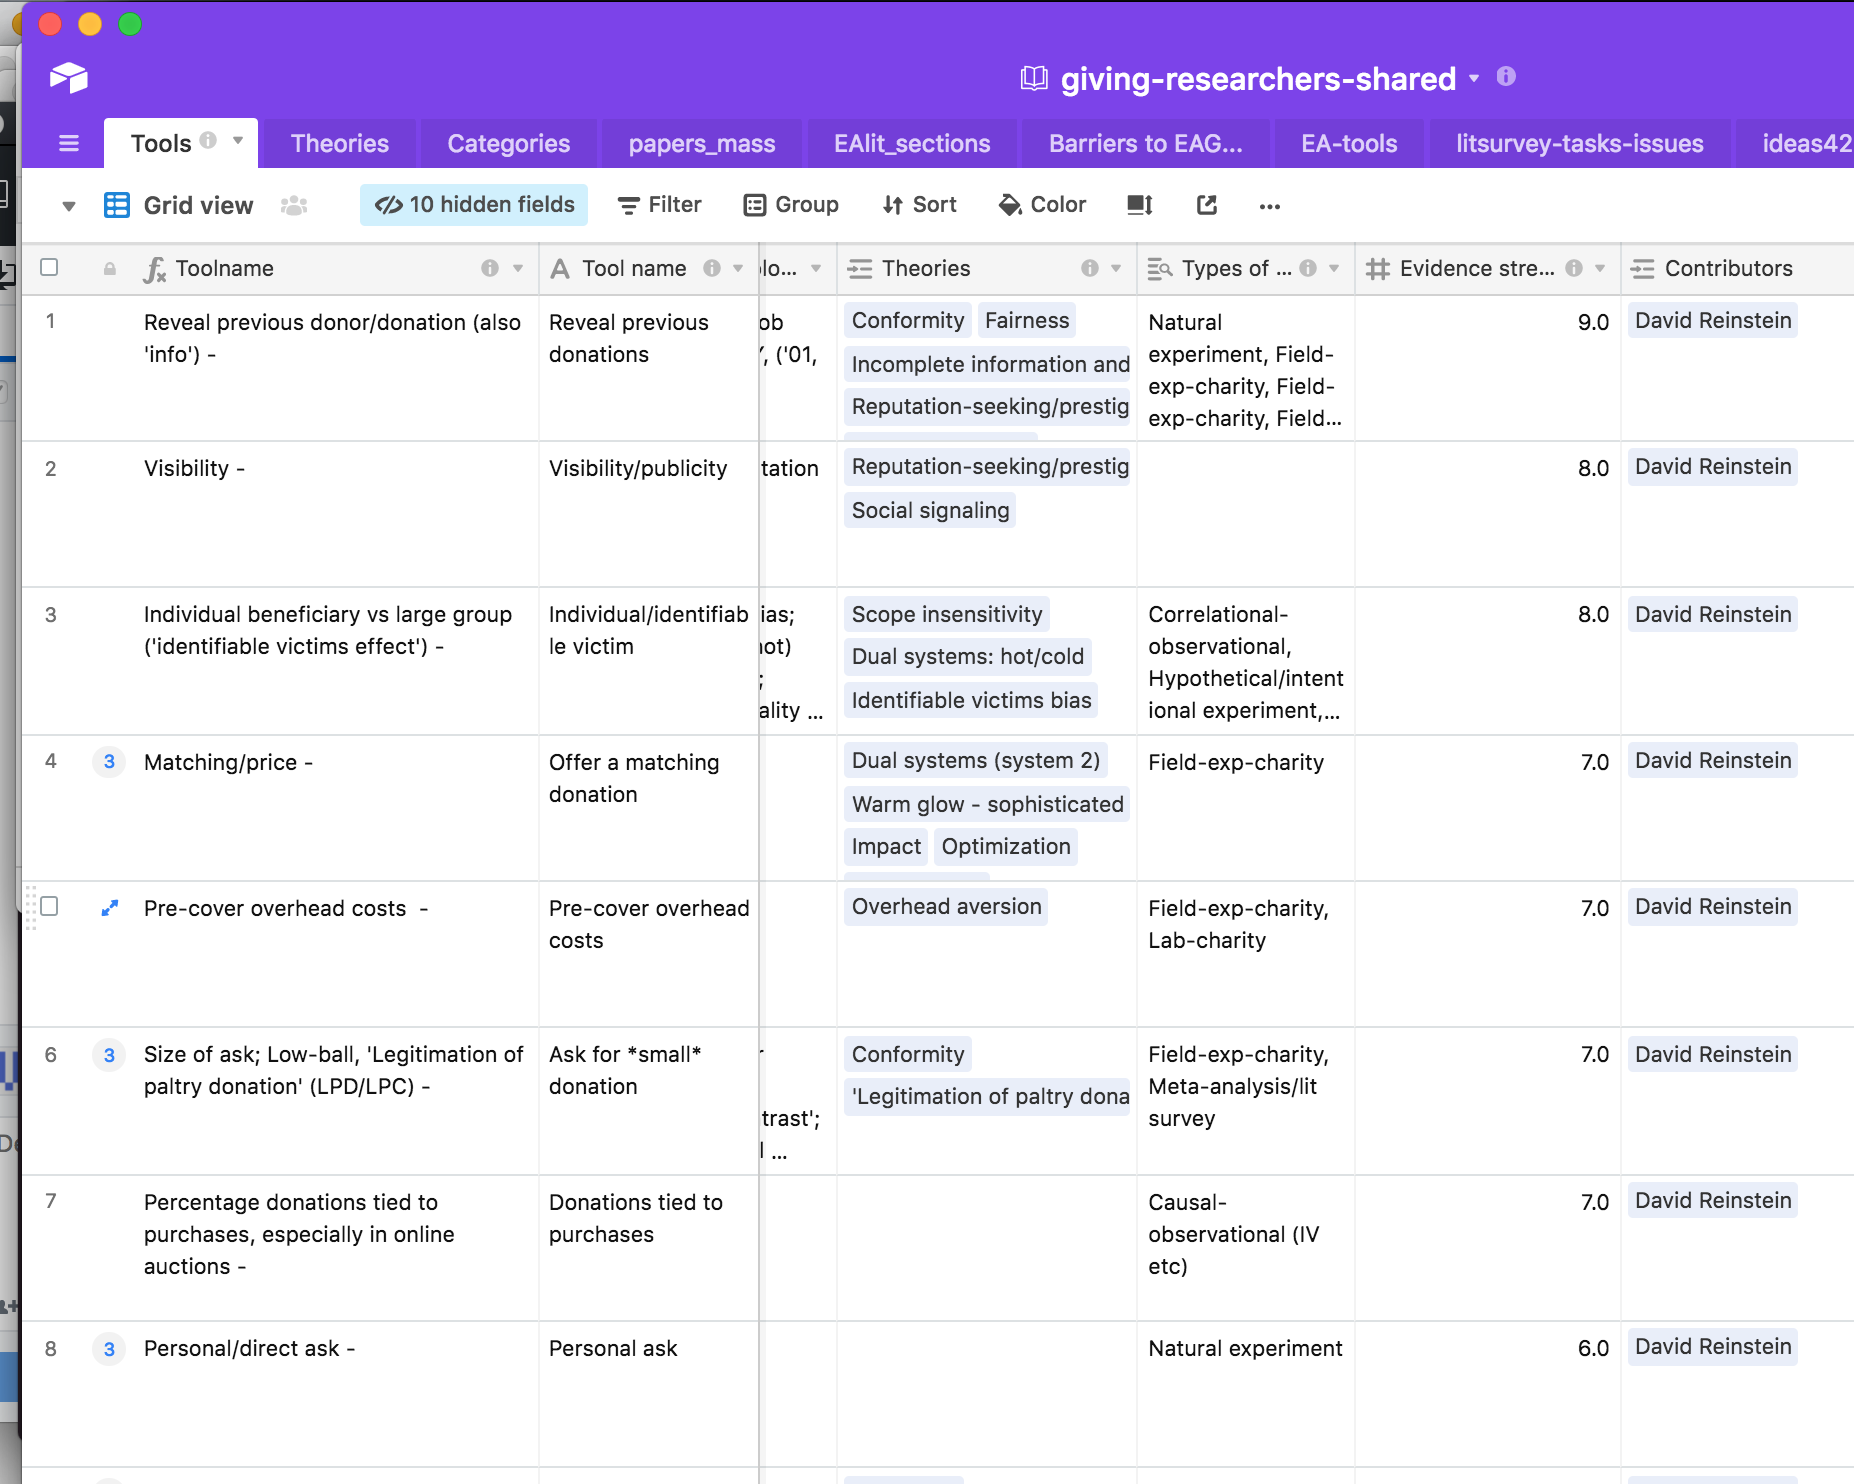 giving-researchers-shared
Tools
Theories
Categories
papers_mass
EAlit_sections
Barriers to EAG...
EA-tools
litsurvey-tasks-issues
ideas42
Grid view
10 hidden fields
Filter
Group
Sort
Color
...
Toolname
Tool name
lo...
Theories
Types of ...
Evidence stre...
Contributors
1
Reveal previous donor/donation (also
'info') -
Reveal previous
donations
ob
, ('01,
Conformity
Fairness
Incomplete information and
Reputation-seeking/prestig
Natural
experiment, Field-
exp-charity, Field-
exp-charity, Field...
9.0
David Reinstein
2
Visibility -
Visibility/publicity
tation
Reputation-seeking/prestig
Social signaling
8.0
David Reinstein
3
Individual beneficiary vs large group
('identifiable victims effect') -
Individual/identifiab
le victim
ias;
not)
;
ality ...
Scope insensitivity
Dual systems: hot/cold
Identifiable victims bias
Correlational-
observational,
Hypothetical/intent
ional experiment,...
8.0
David Reinstein
4
3
Matching/price -
Offer a matching
donation
Dual systems (system 2)
Warm glow - sophisticated
Impact
Optimization
Field-exp-charity
7.0
David Reinstein
Pre-cover overhead costs  -
Pre-cover overhead
costs
Overhead aversion
Field-exp-charity,
Lab-charity
7.0
David Reinstein
6
3
Size of ask; Low-ball, 'Legitimation of
paltry donation' (LPD/LPC) -
Ask for *small*
donation
r
trast';
l ...
Conformity
'Legitimation of paltry dona
Field-exp-charity,
Meta-analysis/lit
survey
7.0
David Reinstein
7
Percentage donations tied to
purchases, especially in online
auctions -
Donations tied to
purchases
Causal-
observational (IV
etc)
7.0
David Reinstein
8
3
Personal/direct ask -
Personal ask
Natural experiment
6.0
David Reinstein